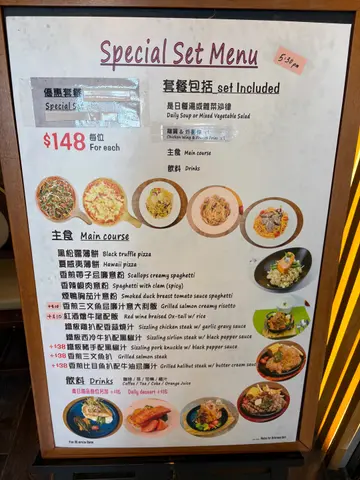 Special Set Menu
5:30pm
優惠套餐
Special S
$148 每位
For each
套餐包括 set Included
是日餐湯或雜菜沙律
Daily Soup or Mixed Vegetable Salad
主食 Main course
飲料 Drinks
主食 Main course
黑松露薄餅 Black truffle pizza
夏威夷薄餅 Hawaii pizza
香煎帶子忌廉意粉 Scallops creamy spaghetti
香辣蜆肉意粉 Spaghetti with clam (spicy)
煙鴨胸茄汁意粉 Smoked duck breast tomato sauce spaghetti
香煎三文魚忌廉汁意大利飯 Grilled salmon creamy risotto
紅酒燴牛尾配飯 Red wine braised Ox-tail w/ rice
鐵板雞扒配香蒜燒汁 Sizzling chicken steak w/ garlic gravy sauce
鐵板西冷牛扒配黑椒汁 Sizzling sirloin steak w/ black pepper sauce
+38 鐵板豬手配黑椒汁 Sizzling pork knuckle w/ black pepper sauce
+38 香煎三文魚扒 Grilled salmon steak
+38 香煎比目魚扒配牛油忌廉汁 Grilled halibut steak w/ butter cream sauce
飲料 Drinks
Coffee / Tea / Coke / Orange Juice
Daily dessert